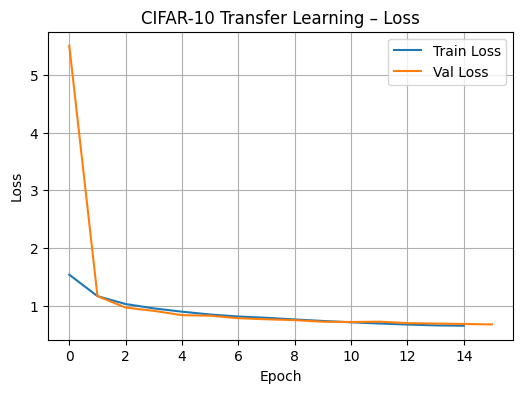 CIFAR-10 Transfer Learning – Loss
Train Loss
Val Loss
5
4
3
2
1
Loss
0 2 4 6 8 10 12 14
Epoch